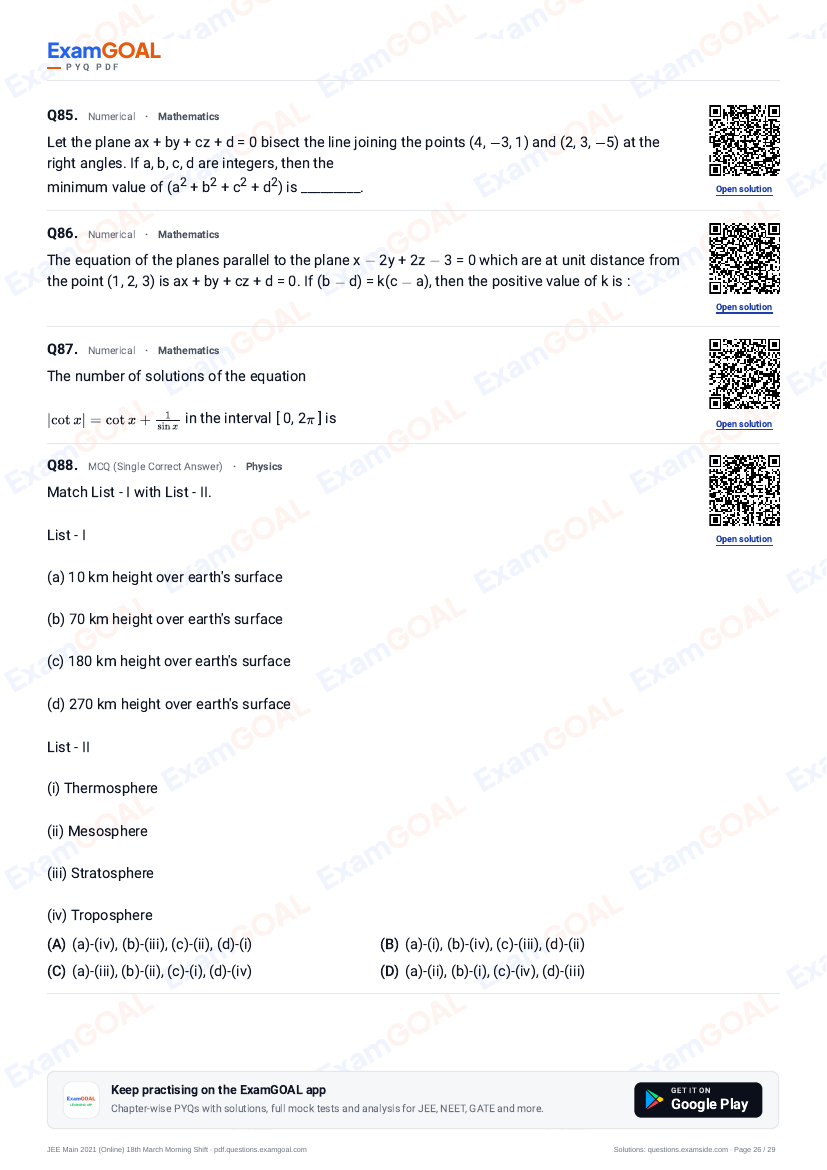 ExamGOAL
PYQ PDF
Q85. Numerical · Mathematics
Let the plane ax + by + cz + d = 0 bisect the line joining the points (4, −3, 1) and (2, 3, −5) at the
right angles. If a, b, c, d are integers, then the
minimum value of (a² + b² + c² + d²) is _________.
Open solution
Q86. Numerical · Mathematics
The equation of the planes parallel to the plane x − 2y + 2z − 3 = 0 which are at unit distance from
the point (1, 2, 3) is ax + by + cz + d = 0. If (b − d) = k(c − a), then the positive value of k is :
Open solution
Q87. Numerical · Mathematics
The number of solutions of the equation
|cot x| = cot x + 1/sin x in the interval [ 0, 2π ] is
Open solution
Q88. MCQ (Single Correct Answer) · Physics
Match List - I with List - II.
Open solution
List - I
(a) 10 km height over earth's surface
(b) 70 km height over earth's surface
(c) 180 km height over earth's surface
(d) 270 km height over earth's surface
List - II
(i) Thermosphere
(ii) Mesosphere
(iii) Stratosphere
(iv) Troposphere
(A) (a)-(iv), (b)-(iii), (c)-(ii), (d)-(i)
(B) (a)-(i), (b)-(iv), (c)-(iii), (d)-(ii)
(C) (a)-(iii), (b)-(ii), (c)-(i), (d)-(iv)
(D) (a)-(ii), (b)-(i), (c)-(iv), (d)-(iii)
ExamGOAL
Keep practising on the ExamGOAL app
Chapter-wise PYQs with solutions, full mock tests and analysis for JEE, NEET, GATE and more.
GET IT ON
Google Play
JEE Main 2021 (Online) 18th March Morning Shift · pdf.questions.examgoal.com
Solutions: questions.examside.com · Page 26 / 29